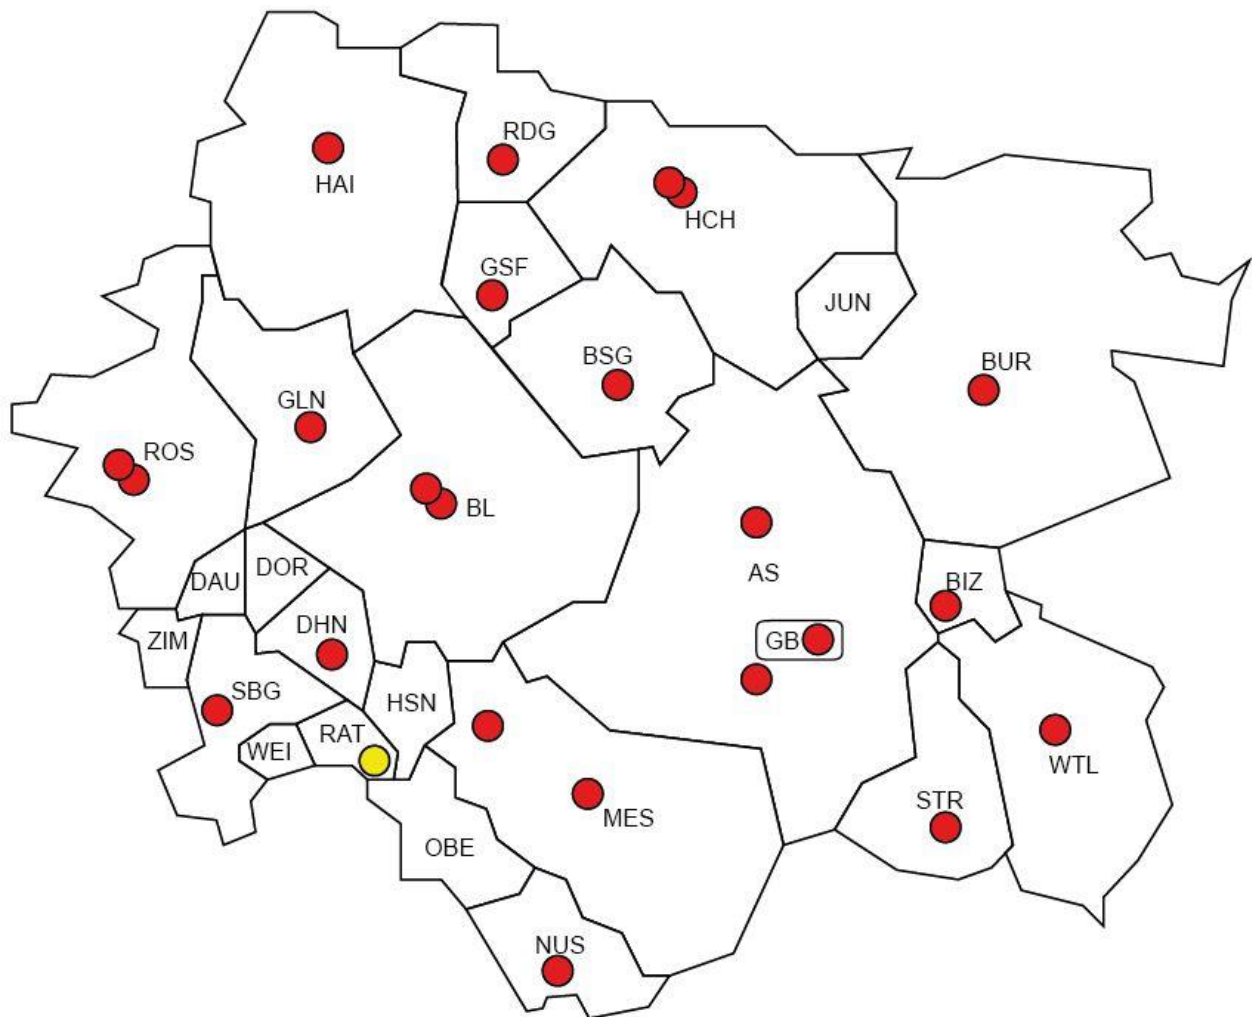 RDG
HAI
HCH
GSF
JUN
BSG
BUR
GLN
ROS
BL
DAU
DOR
AS
BIZ
DHN
GB
ZIM
SBG
HSN
RAT
WEI
WTL
STR
MES
OBE
NUS